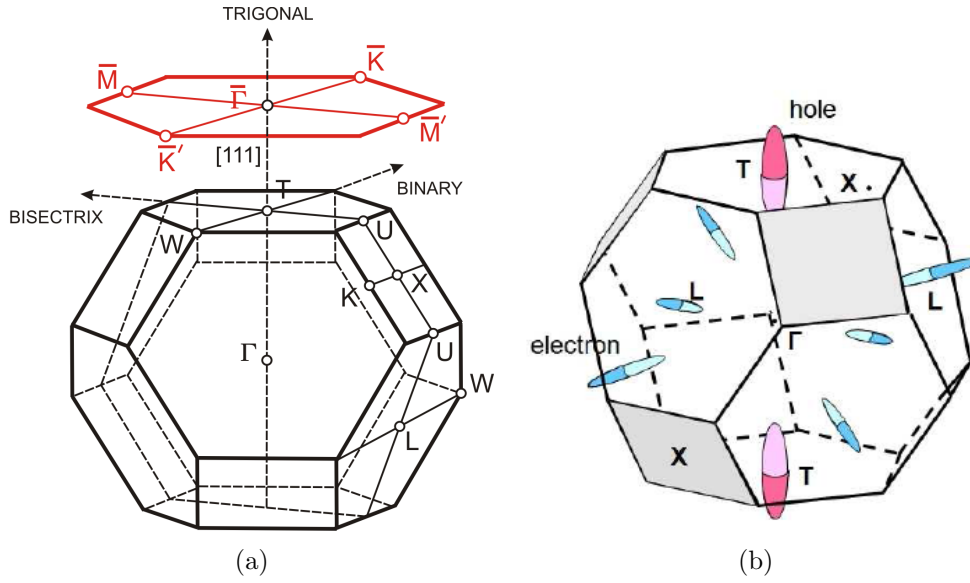 TRIGONAL
K̅
M̅
Γ̅
M̅′
K̅′
[111]
T
BINARY
BISECTRIX
W
U
X
K
Γ
U
W
L
(a)
hole
T
X
L
L
electron
Γ
X
T
(b)